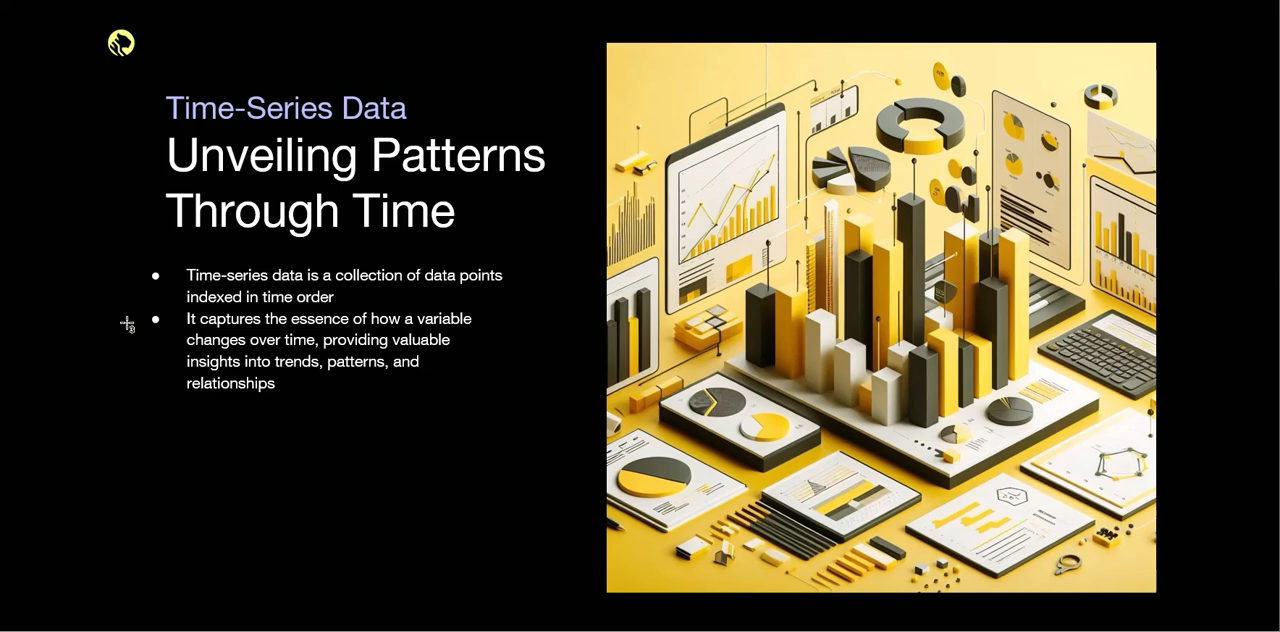 Time-Series Data
Unveiling Patterns
Through Time
● Time-series data is a collection of data points
indexed in time order
● It captures the essence of how a variable
changes over time, providing valuable
insights into trends, patterns, and
relationships